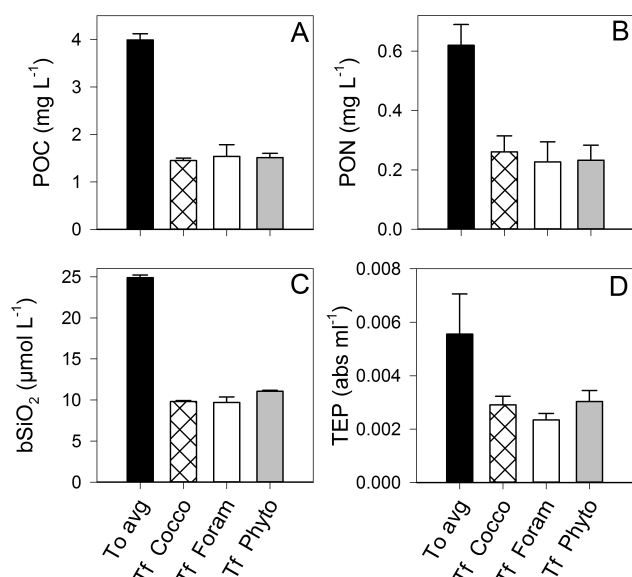 A
POC (mg L⁻¹)
4
3
2
1
0
B
PON (mg L⁻¹)
0.6
0.4
0.2
0.0
C
bSiO₂ (μmol L⁻¹)
25
20
15
10
5
0
To avg
Tf Cocco
Tf Foram
Tf Phyto
D
TEP (abs ml⁻¹)
0.008
0.006
0.004
0.002
0.000
To avg
Tf Cocco
Tf Foram
Tf Phyto